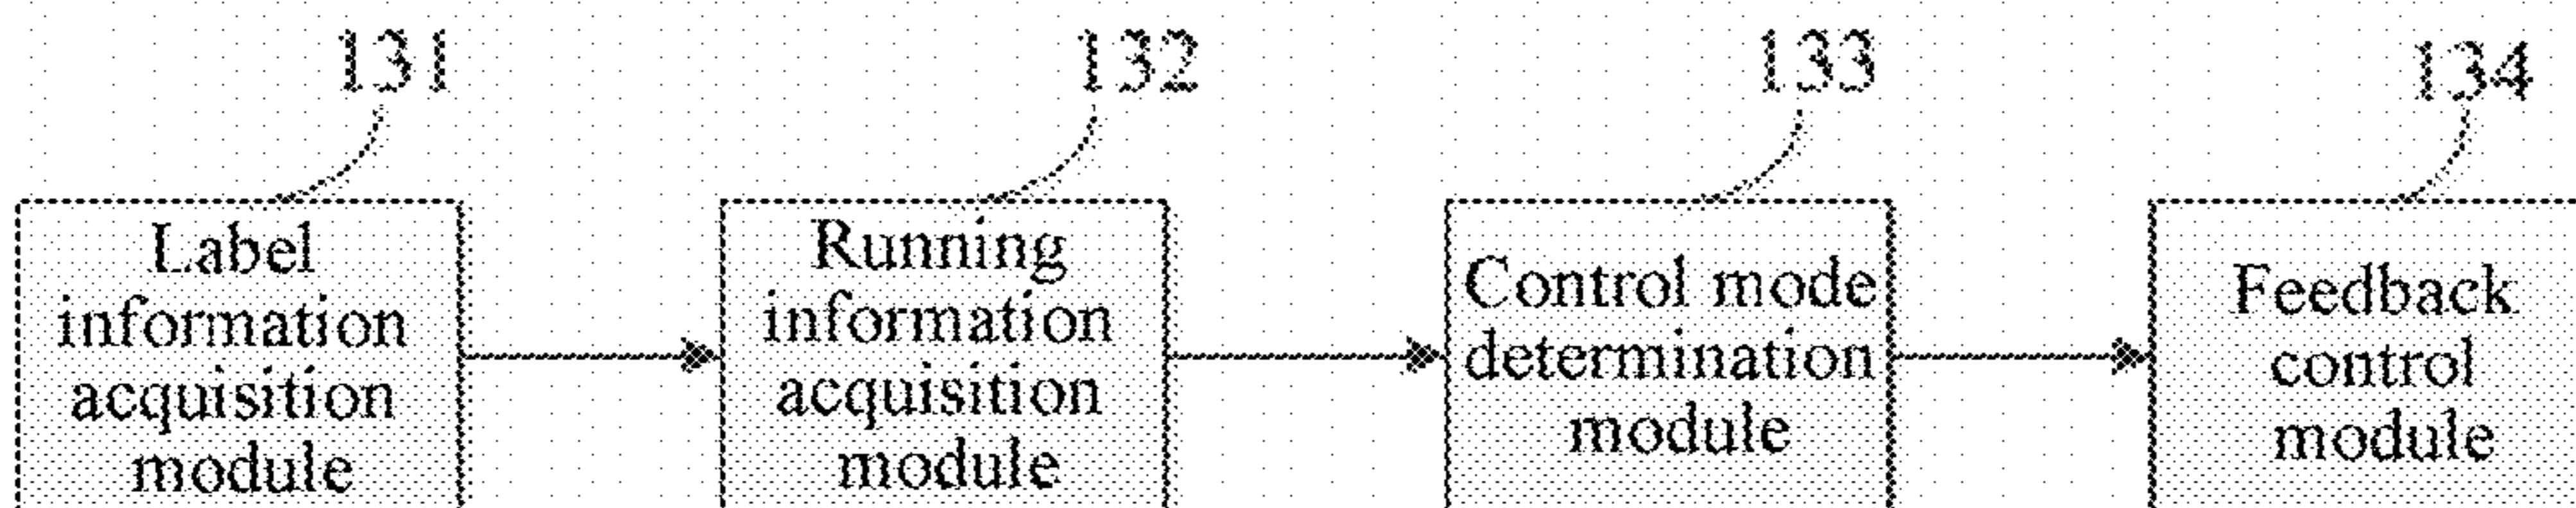 131
132
133
134
Label
information
acquisition
module
Running
information
acquisition
module
Control mode
determination
module
Feedback
control
module